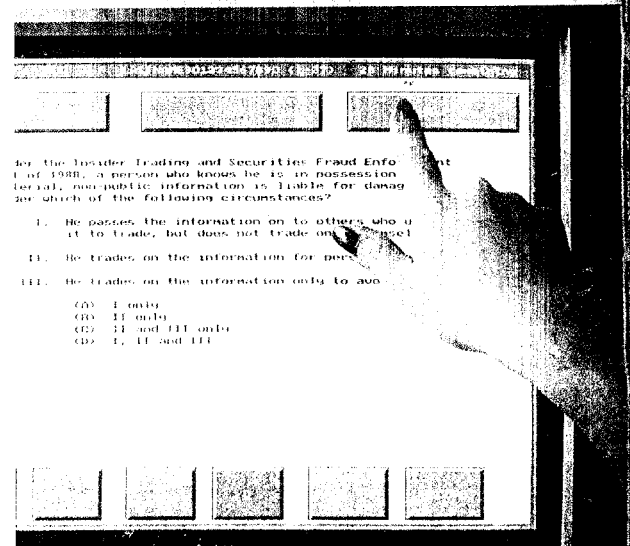 der the Insider Trading and Securities Fraud Enfo ent
t of 1988, a person who knows he is in possession
terial, non-public information is liable for damag
der which of the following circumstances?
I. He passes the information on to others who u
it to trade, but does not trade on
II. He trades on the information for per
III. He trades on the information only to avo
(A) I only
(B) II only
(C) II and III only
(D) I, II and III